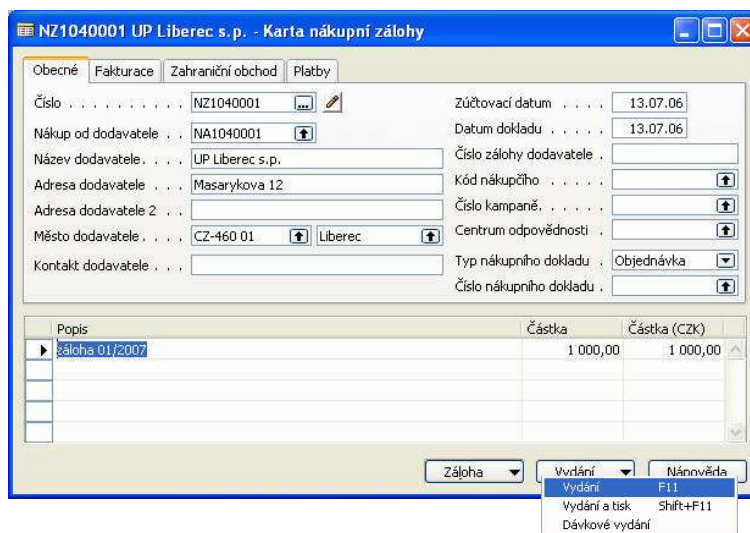 NZ1040001 UP Liberec s.p. - Karta nákupní zálohy
Obecné Fakturace Zahraniční obchod Platby
Číslo . . . . . . . . . . NZ1040001 ...
Nákup od dodavatele . NA1040001
Název dodavatele. . . . UP Liberec s.p.
Adresa dodavatele . . . Masarykova 12
Adresa dodavatele 2 . .
Město dodavatele. . . . CZ-460 01 Liberec
Kontakt dodavatele . . .
Zúčtovací datum . . . . 13.07.06
Datum dokladu . . . . . 13.07.06
Číslo zálohy dodavatele .
Kód nákupčího . . . . .
Číslo kampaně. . . . . .
Centrum odpovědnosti .
Typ nákupního dokladu . Objednávka
Číslo nákupního dokladu .
Popis Částka Částka (CZK)
záloha 01/2007 1 000,00 1 000,00
Záloha Vydání Nápověda
Vydání F11
Vydání a tisk Shift+F11
Dávkové vydání